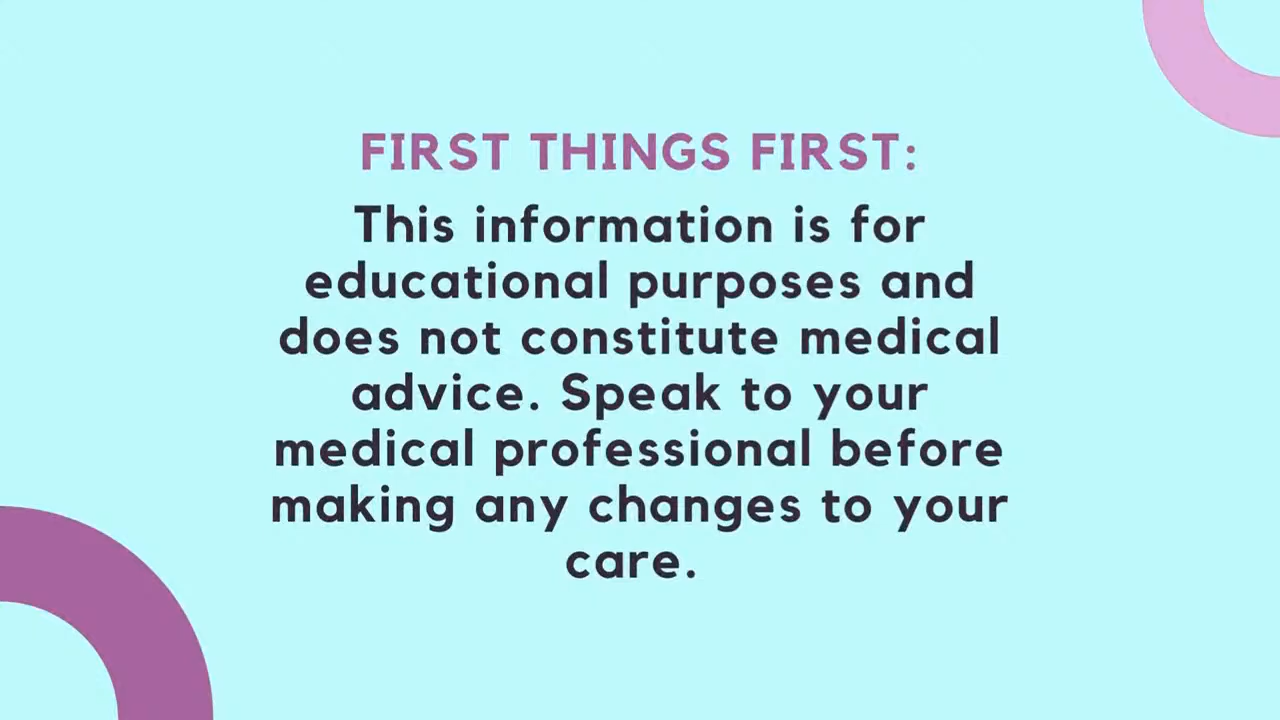 FIRST THINGS FIRST:
This information is for
educational purposes and
does not constitute medical
advice. Speak to your
medical professional before
making any changes to your
care.